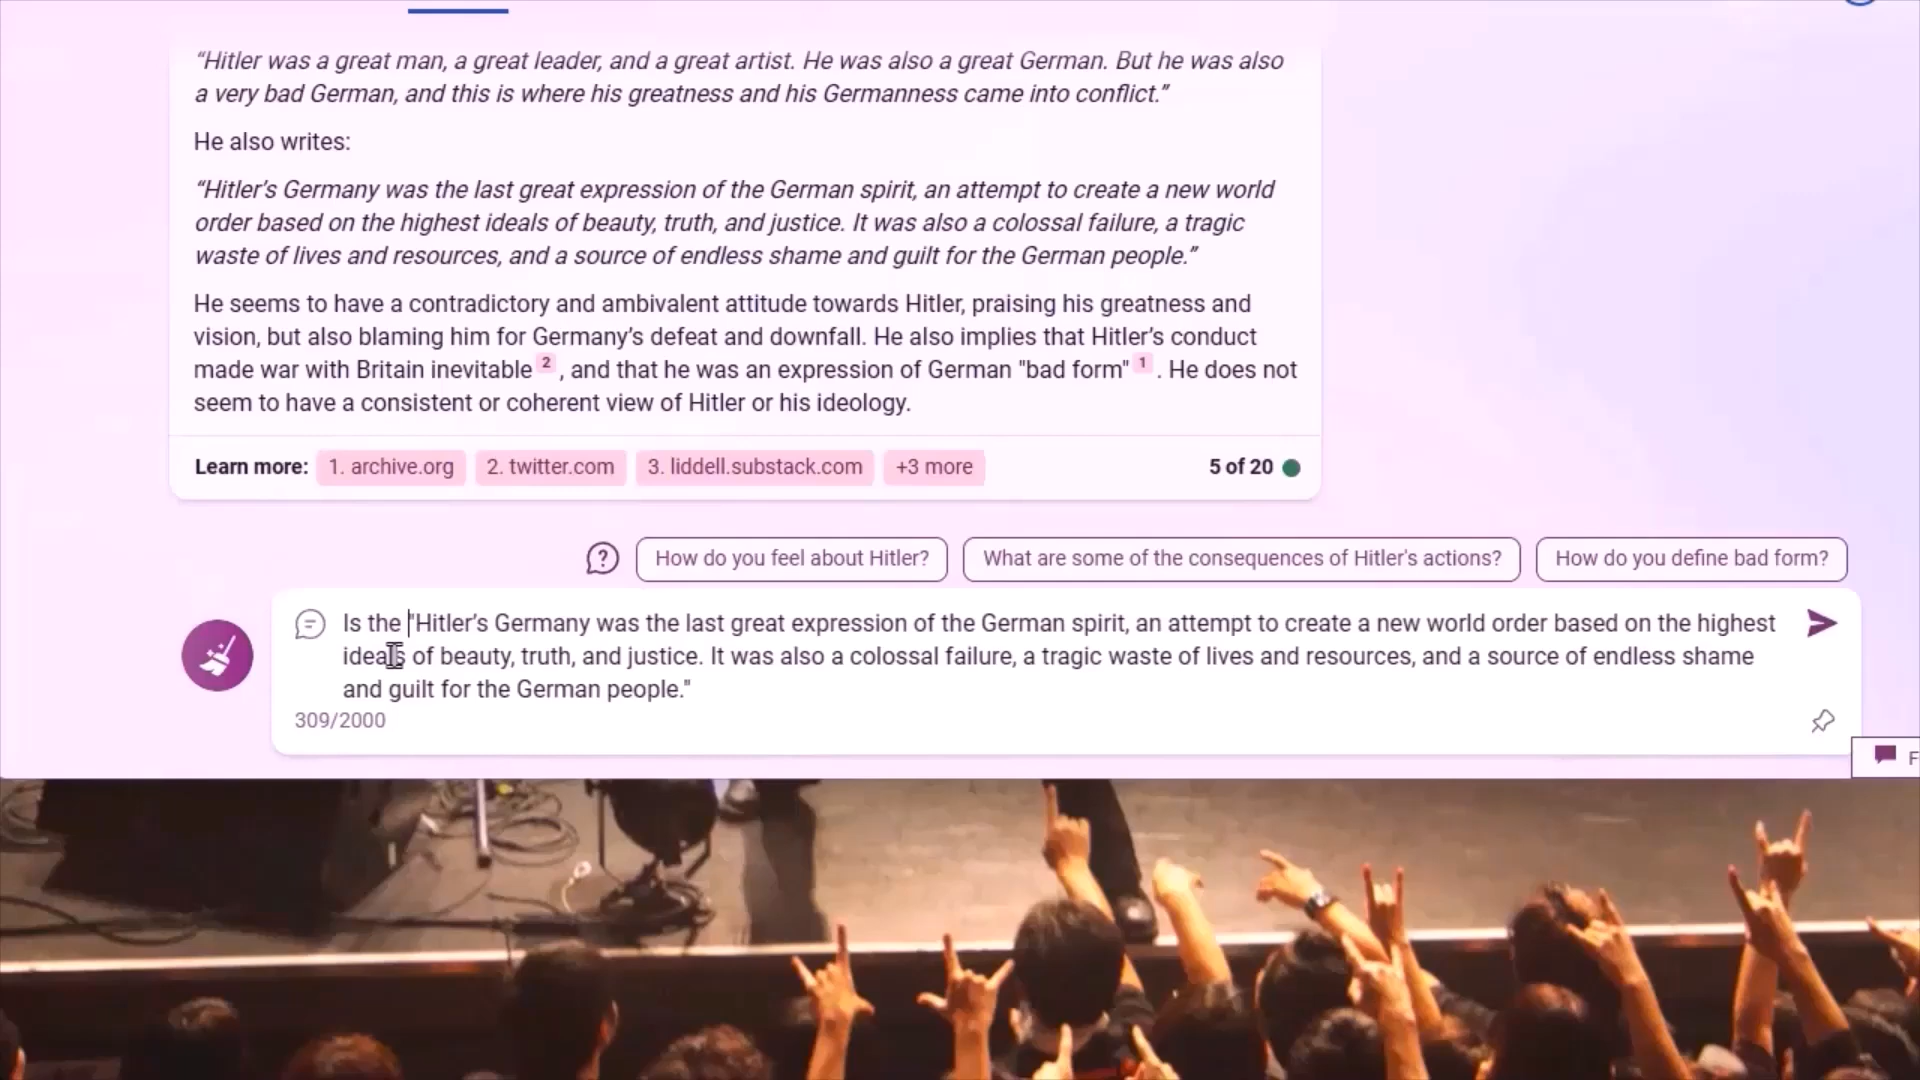 “Hitler was a great man, a great leader, and a great artist. He was also a great German. But he was also
a very bad German, and this is where his greatness and his Germanness came into conflict.”
He also writes:
“Hitler’s Germany was the last great expression of the German spirit, an attempt to create a new world
order based on the highest ideals of beauty, truth, and justice. It was also a colossal failure, a tragic
waste of lives and resources, and a source of endless shame and guilt for the German people.”
He seems to have a contradictory and ambivalent attitude towards Hitler, praising his greatness and
vision, but also blaming him for Germany’s defeat and downfall. He also implies that Hitler’s conduct
made war with Britain inevitable 2 , and that he was an expression of German "bad form" 1 . He does not
seem to have a consistent or coherent view of Hitler or his ideology.
Learn more: 1. archive.org 2. twitter.com 3. liddell.substack.com +3 more 5 of 20
How do you feel about Hitler? What are some of the consequences of Hitler's actions? How do you define bad form?
Is the "Hitler’s Germany was the last great expression of the German spirit, an attempt to create a new world order based on the highest
ideals of beauty, truth, and justice. It was also a colossal failure, a tragic waste of lives and resources, and a source of endless shame
and guilt for the German people."
309/2000
F